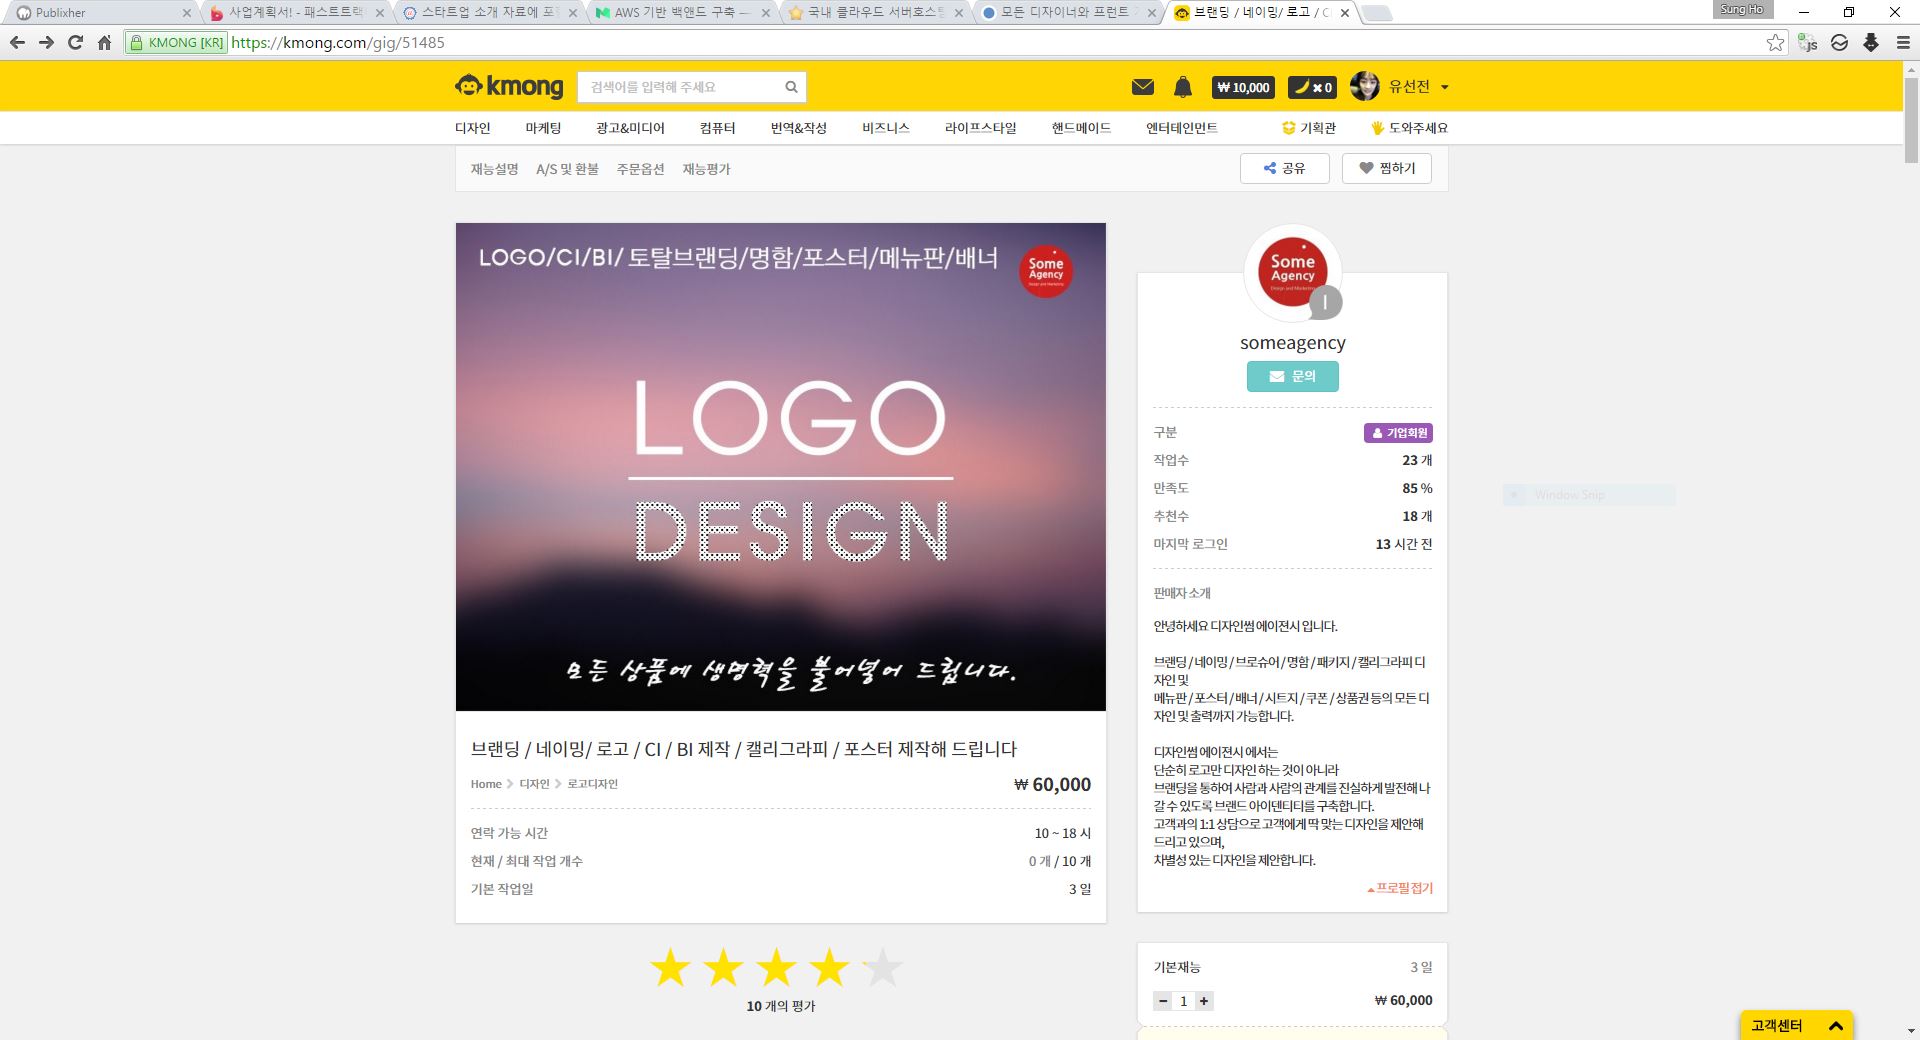 Publixher
사업계획서! - 패스트트랙
스타트업 소개 자료에 포
AWS 기반 백앤드 구축 —
국내 클라우드 서버호스팅
모든 디자이너와 프런트
브랜딩 / 네이밍/ 로고 / C
Sung Ho
KMONG [KR]
https://kmong.com/gig/51485
kmong
검색어를 입력해 주세요
₩ 10,000
✖ 0
유선전
디자인
마케팅
광고&미디어
컴퓨터
번역&작성
비즈니스
라이프스타일
핸드메이드
엔터테인먼트
기획관
도와주세요
재능설명
A/S 및 환불
주문옵션
재능평가
공유
찜하기
LOGO/CI/BI/ 토탈브랜딩/명함/포스터/메뉴판/배너
Some
Agency
Design and Marketing
LOGO
DESIGN
모든 상품에 생명력을 불어넣어 드립니다.
브랜딩 / 네이밍/ 로고 / CI / BI 제작 / 캘리그라피 / 포스터 제작해 드립니다
Home > 디자인 > 로고디자인
₩ 60,000
연락 가능 시간
10 ~ 18 시
현재 / 최대 작업 개수
0 개 / 10 개
기본 작업일
3 일
10 개의 평가
Some
Agency
Design and Marketing
l
someagency
문의
구분
기업회원
작업수
23 개
만족도
85 %
추천수
18 개
마지막 로그인
13 시간 전
판매자 소개
안녕하세요 디자인썸 에이젼시 입니다.
브랜딩 / 네이밍 / 브로슈어 / 명함 / 패키지 / 캘리그라피 디
자인 및
메뉴판 / 포스터 / 배너 / 시트지 / 쿠폰 / 상품권 등의 모든 디
자인 및 출력까지 가능합니다.
디자인썸 에이젼시 에서는
단순히 로고만 디자인 하는 것이 아니라
브랜딩을 통하여 사람과 사람의 관계를 진실하게 발전해 나
갈 수 있도록 브랜드 아이덴티티를 구축합니다.
고객과의 1:1 상담으로 고객에게 딱 맞는 디자인을 제안해
드리고 있으며,
차별성 있는 디자인을 제안합니다.
프로필접기
Window Snip
기본재능
3 일
1
₩ 60,000
고객센터